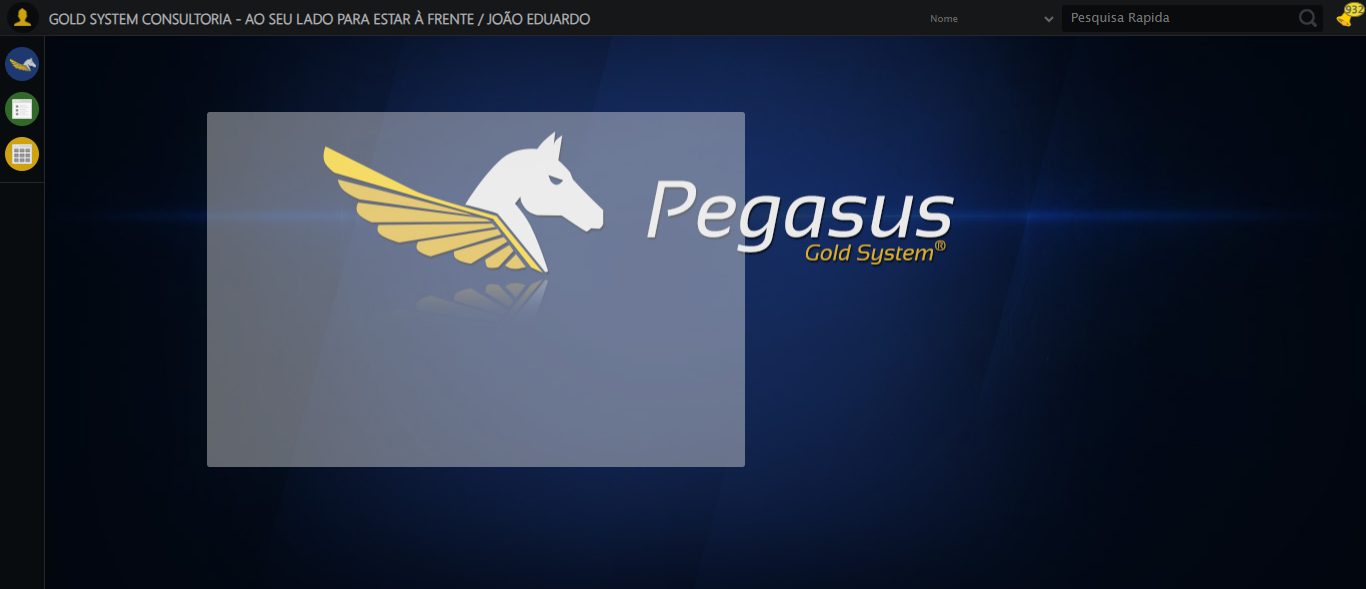 GOLD SYSTEM CONSULTORIA - AO SEU LADO PARA ESTAR À FRENTE / JOÃO EDUARDO
Nome
Pesquisa Rapida
932
Pegasus
Gold System®